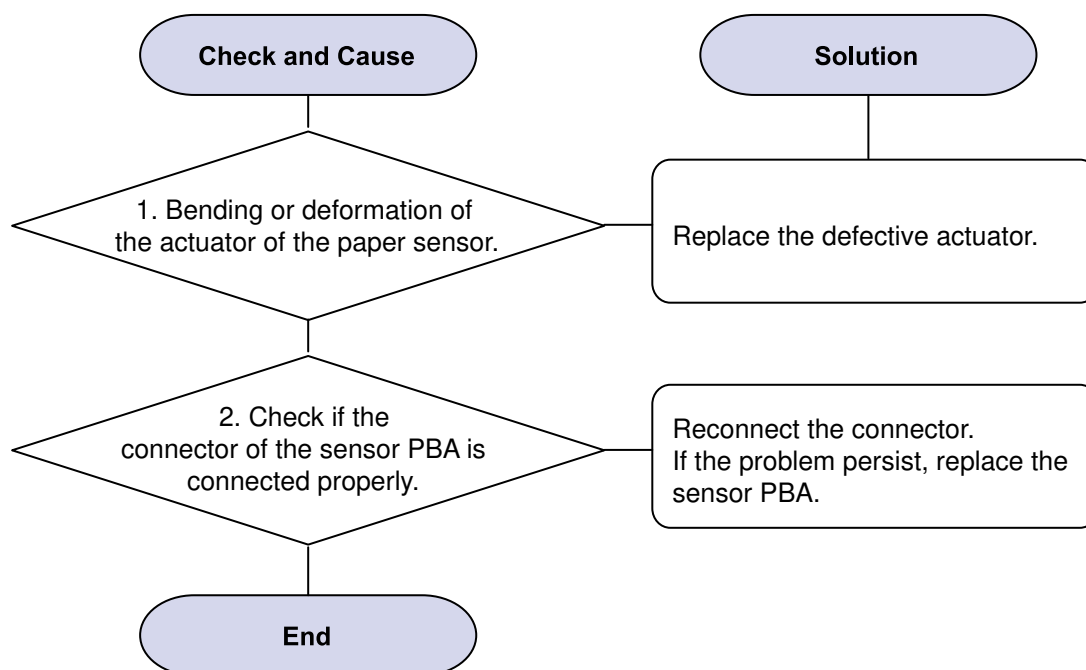 Check and Cause
Solution
1. Bending or deformation of
the actuator of the paper sensor.
Replace the defective actuator.
2. Check if the
connector of the sensor PBA is
connected properly.
Reconnect the connector.
If the problem persist, replace the
sensor PBA.
End